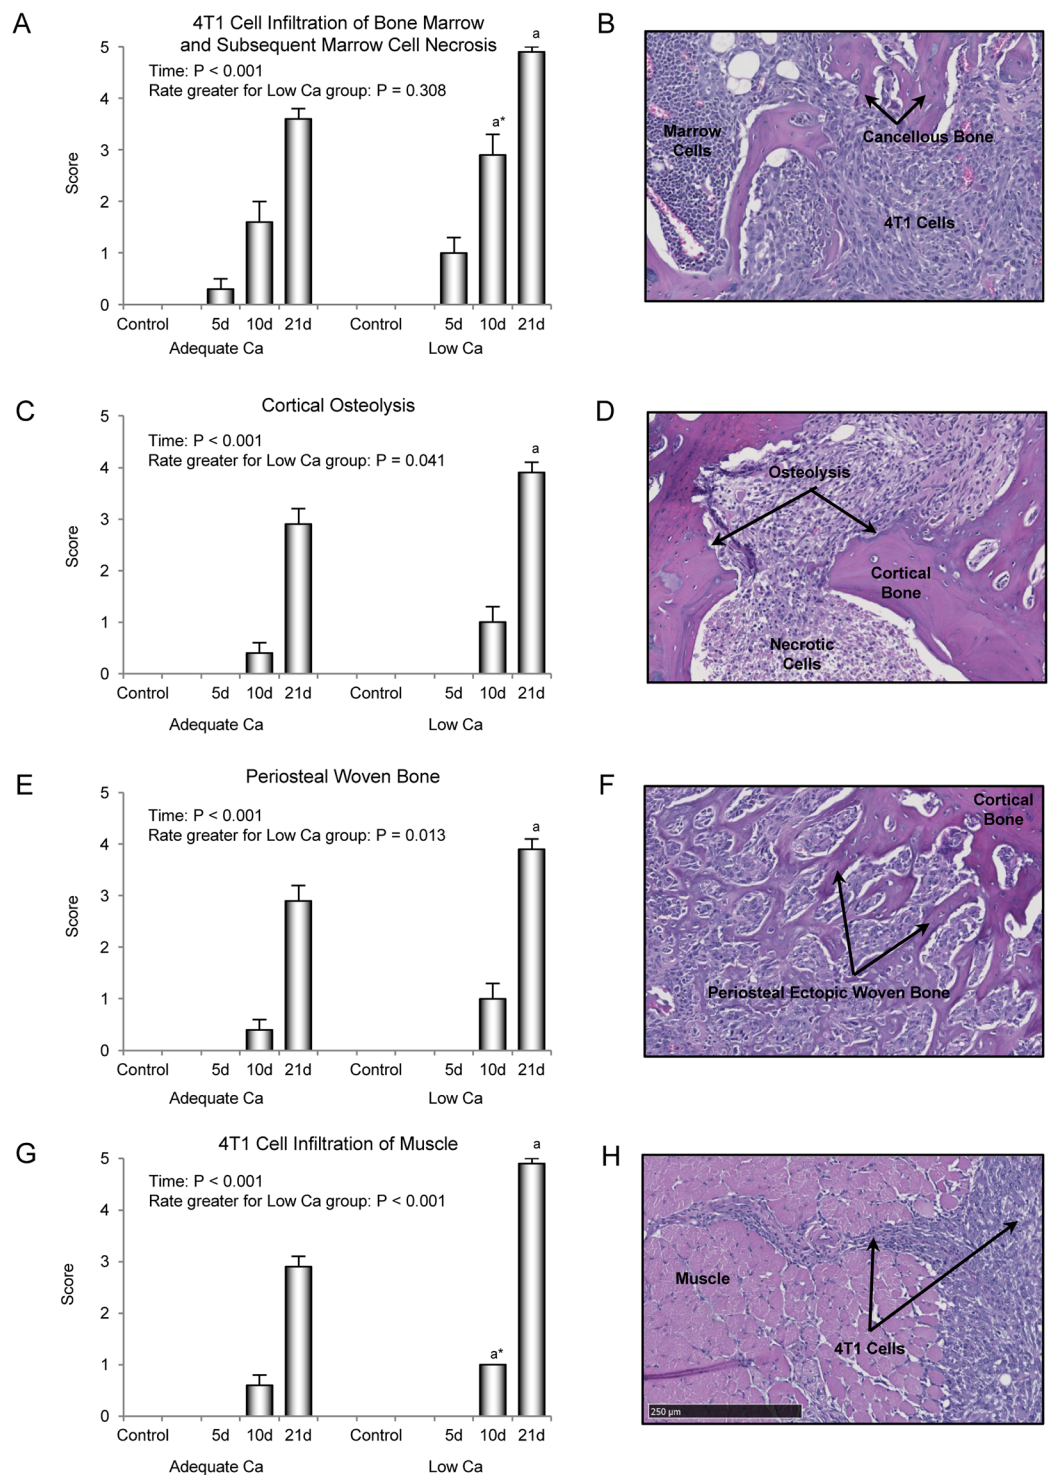 A
4T1 Cell Infiltration of Bone Marrow
and Subsequent Marrow Cell Necrosis
Time: P < 0.001
Rate greater for Low Ca group: P = 0.308
Score
5
4
3
2
1
0
a*
a
Control 5d 10d 21d Control 5d 10d 21d
Adequate Ca Low Ca
B
Marrow
Cells
Cancellous Bone
4T1 Cells
C
Cortical Osteolysis
Time: P < 0.001
Rate greater for Low Ca group: P = 0.041
Score
5
4
3
2
1
0
a
Control 5d 10d 21d Control 5d 10d 21d
Adequate Ca Low Ca
D
Osteolysis
Cortical
Bone
Necrotic
Cells
E
Periosteal Woven Bone
Time: P < 0.001
Rate greater for Low Ca group: P = 0.013
Score
5
4
3
2
1
0
a
Control 5d 10d 21d Control 5d 10d 21d
Adequate Ca Low Ca
F
Cortical
Bone
Periosteal Ectopic Woven Bone
G
4T1 Cell Infiltration of Muscle
Time: P < 0.001
Rate greater for Low Ca group: P < 0.001
Score
5
4
3
2
1
0
a*
a
Control 5d 10d 21d Control 5d 10d 21d
Adequate Ca Low Ca
H
Muscle
4T1 Cells
250 µm